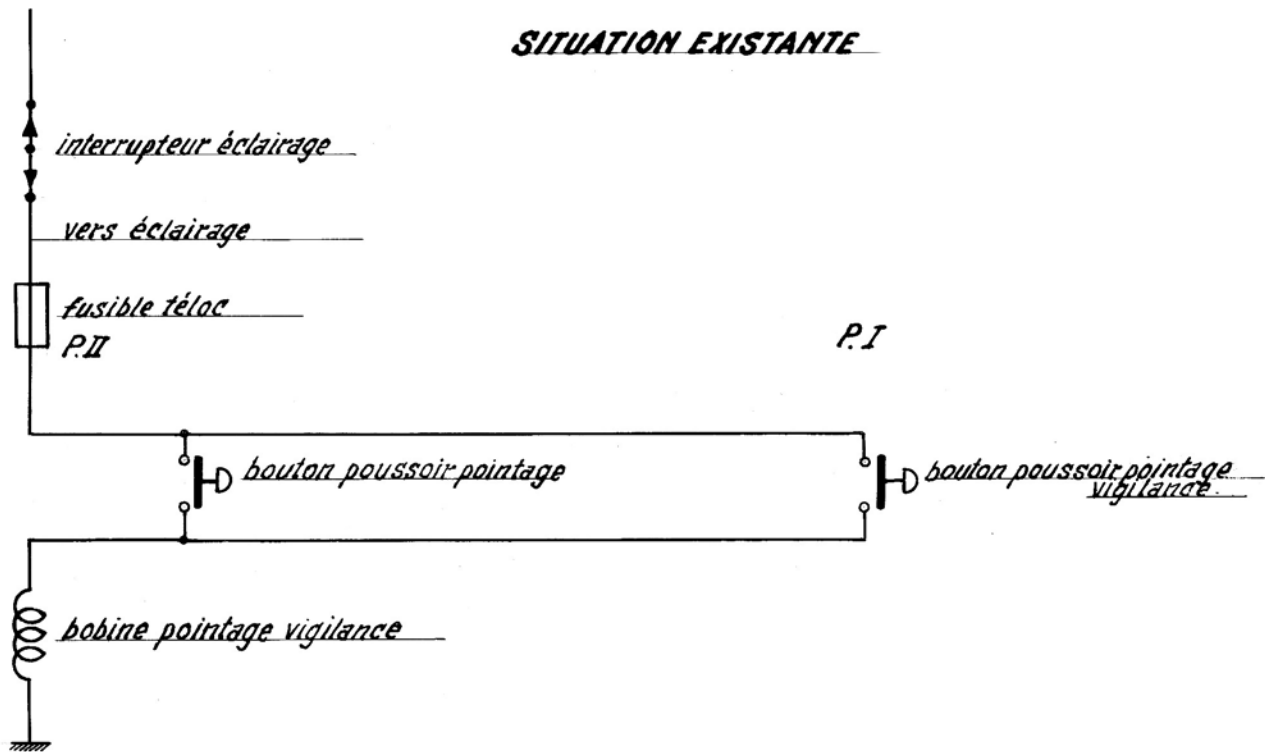 SITUATION EXISTANTE
interrupteur éclairage
vers éclairage
fusible téloc
P.II
P.I
bouton poussoir pointage
bouton poussoir pointage
vigilance
bobine pointage vigilance